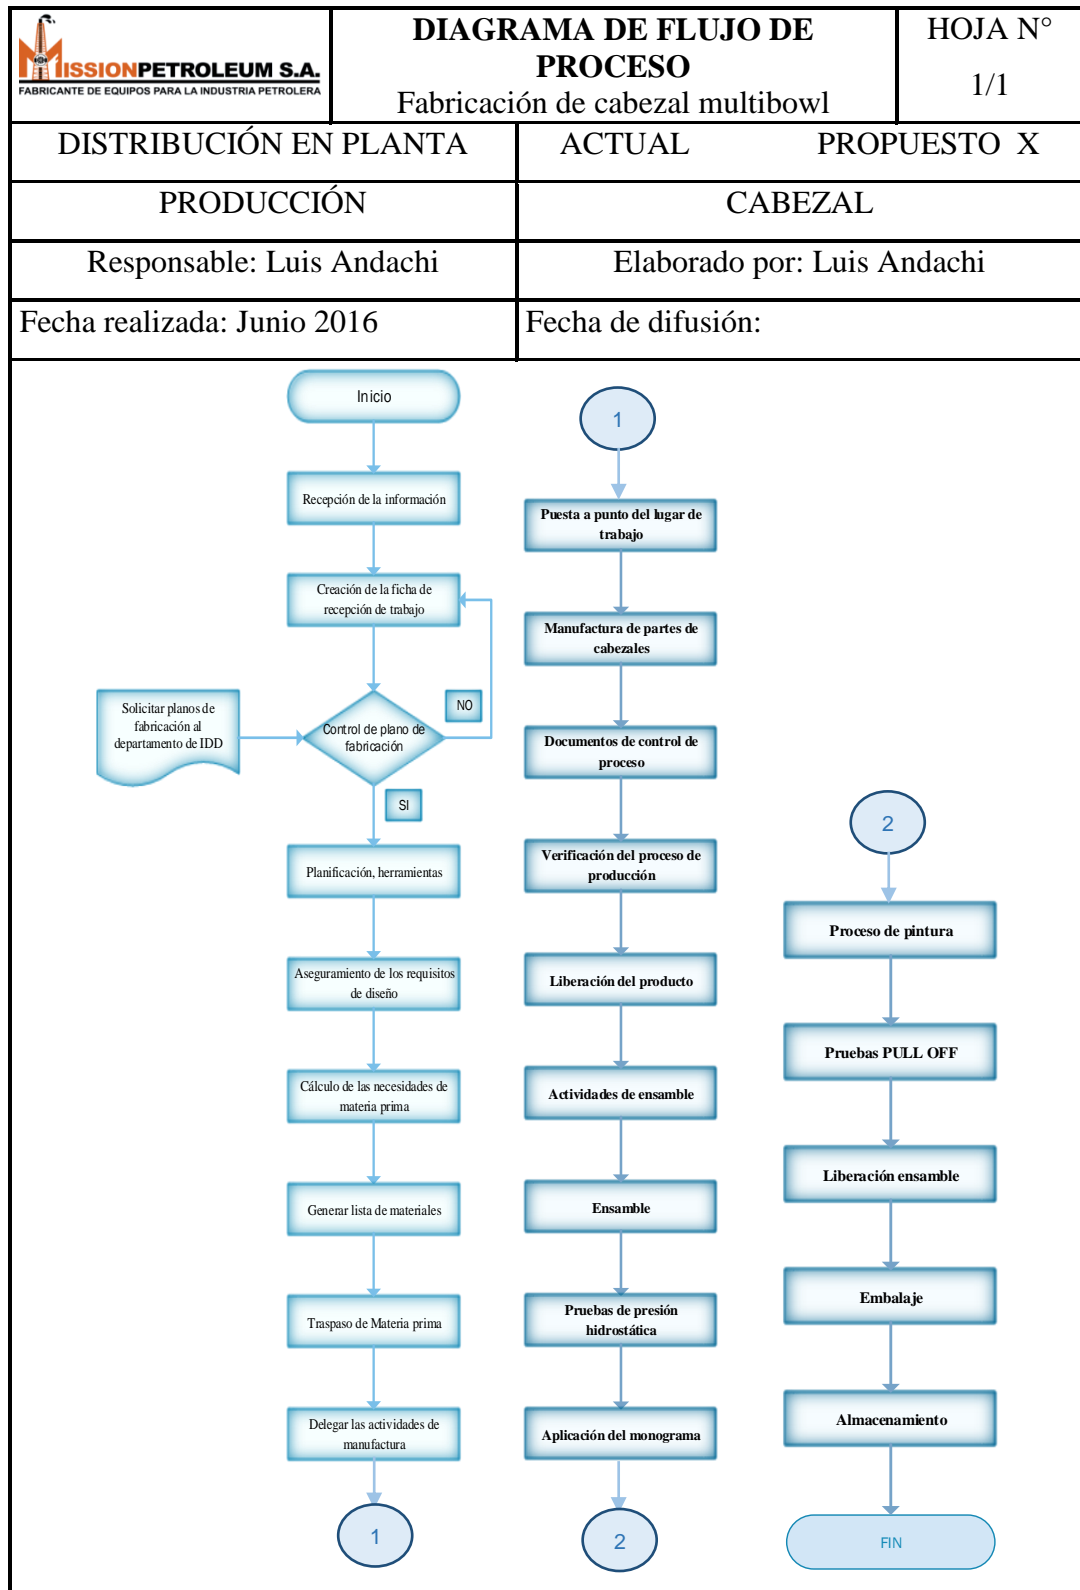 MISSIONPETROLEUM S.A.
FABRICANTE DE EQUIPOS PARA LA INDUSTRIA PETROLERA
DIAGRAMA DE FLUJO DE
PROCESO
Fabricación de cabezal multibowl
HOJA N°
1/1
DISTRIBUCIÓN EN PLANTA
ACTUAL PROPUESTO X
PRODUCCIÓN
CABEZAL
Responsable: Luis Andachi
Elaborado por: Luis Andachi
Fecha realizada: Junio 2016
Fecha de difusión:
Inicio
Recepción de la información
Creación de la ficha de
recepción de trabajo
NO
Solicitar planos de
fabricación al
departamento de IDD
Control de plano de
fabricación
SI
Planificación, herramientas
Aseguramiento de los requisitos
de diseño
Cálculo de las necesidades de
materia prima
Generar lista de materiales
Traspaso de Materia prima
Delegar las actividades de
manufactura
1
1
Puesta a punto del lugar de
trabajo
Manufactura de partes de
cabezales
Documentos de control de
proceso
Verificación del proceso de
producción
Liberación del producto
Actividades de ensamble
Ensamble
Pruebas de presión
hidrostática
Aplicación del monograma
2
2
Proceso de pintura
Pruebas PULL OFF
Liberación ensamble
Embalaje
Almacenamiento
FIN